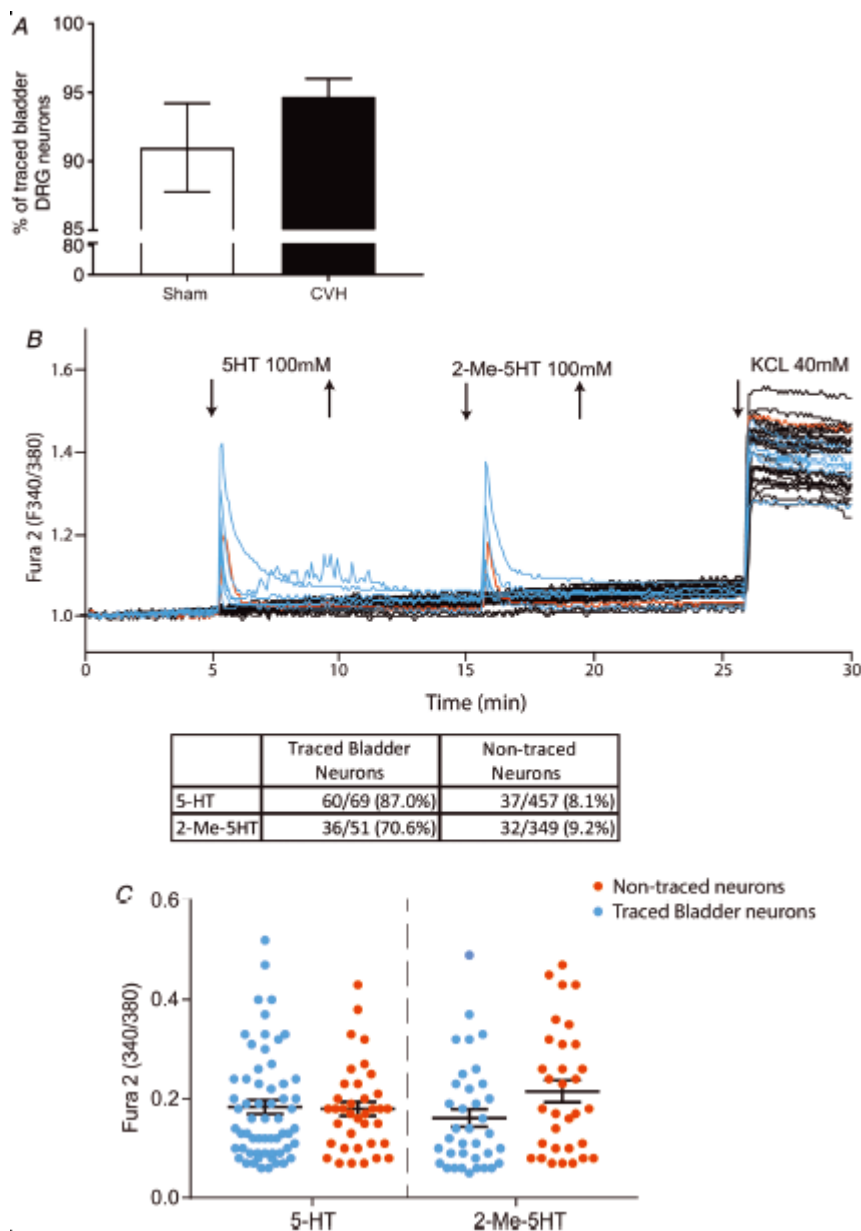 A
100
95
90
85
80
0
% of traced bladder
DRG neurons
Sham CVH
B
1.6
1.4
1.2
1.0
Fura 2 (F340/380)
5HT 100mM 2-Me-5HT 100mM KCL 40mM
0 5 10 15 20 25 30
Time (min)
Traced Bladder Neurons Non-traced Neurons
5-HT 60/69 (87.0%) 37/457 (8.1%)
2-Me-5HT 36/51 (70.6%) 32/349 (9.2%)
C
Non-traced neurons
Traced Bladder neurons
0.6
0.4
0.2
0.0
Fura 2 (340/380)
5-HT 2-Me-5HT